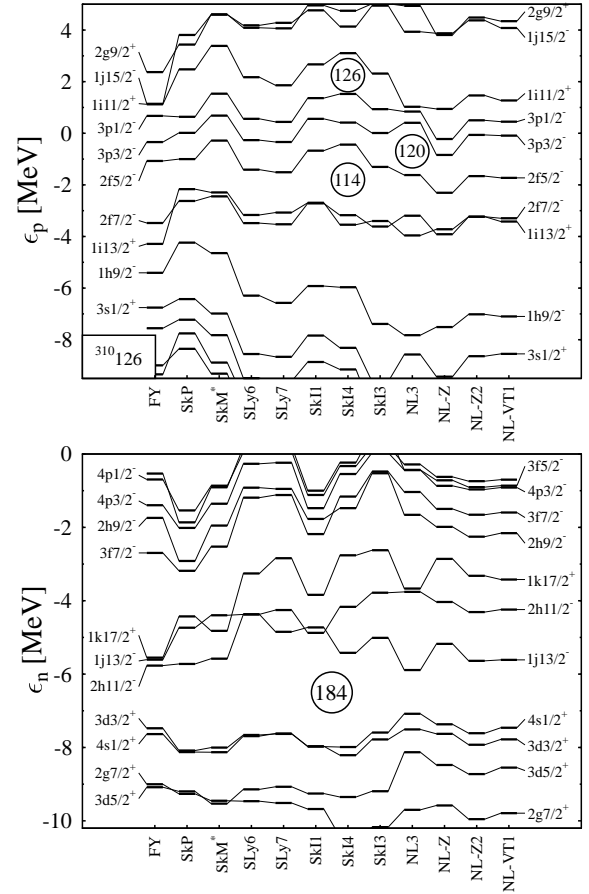 4
2
0
-2
-4
-6
-8
ϵp [MeV]
2g9/2+
1j15/2-
1i11/2+
3p1/2-
3p3/2-
2f5/2-
2f7/2-
1i13/2+
1h9/2-
3s1/2+
310 126
126
120
114
2g9/2+
1j15/2-
1i11/2+
3p1/2-
3p3/2-
2f5/2-
2f7/2-
1i13/2+
1h9/2-
3s1/2+
FY SkP SkM* SLy6 SLy7 SkI1 SkI4 SkI3 NL3 NL-Z NL-Z2 NL-VT1
0
-2
-4
-6
-8
-10
ϵn [MeV]
4p1/2-
4p3/2-
2h9/2-
3f7/2-
1k17/2+
1j13/2-
2h11/2-
3d3/2+
4s1/2+
2g7/2+
3d5/2+
184
3f5/2-
4p3/2-
3f7/2-
2h9/2-
1k17/2+
2h11/2-
1j13/2-
4s1/2+
3d3/2+
3d5/2+
2g7/2+
FY SkP SkM* SLy6 SLy7 SkI1 SkI4 SkI3 NL3 NL-Z NL-Z2 NL-VT1